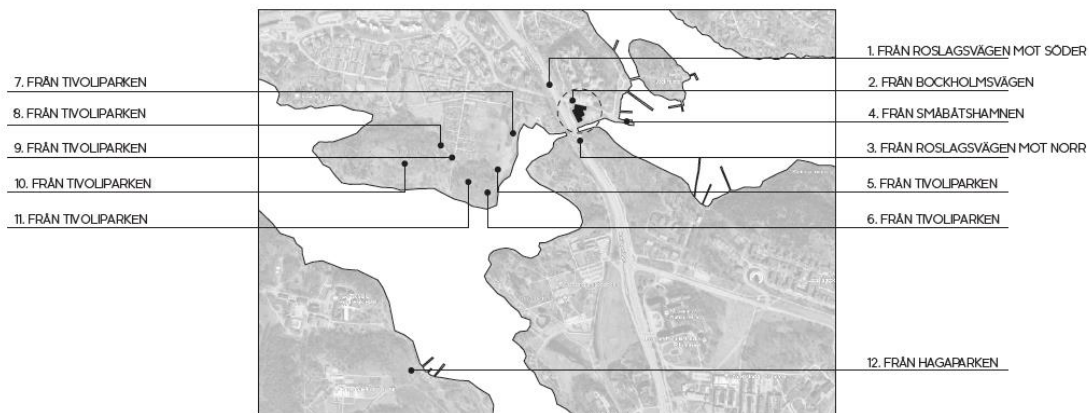 7. FRÅN TIVOLIPARKEN
8. FRÅN TIVOLIPARKEN
9. FRÅN TIVOLIPARKEN
10. FRÅN TIVOLIPARKEN
11. FRÅN TIVOLIPARKEN
1. FRÅN ROSLAGSVÄGEN MOT SÖDER
2. FRÅN BOCKHOLMSVÄGEN
4. FRÅN SMÅBÅTSHAMNEN
3. FRÅN ROSLAGSVÄGEN MOT NORR
5. FRÅN TIVOLIPARKEN
6. FRÅN TIVOLIPARKEN
12. FRÅN HAGAPARKEN